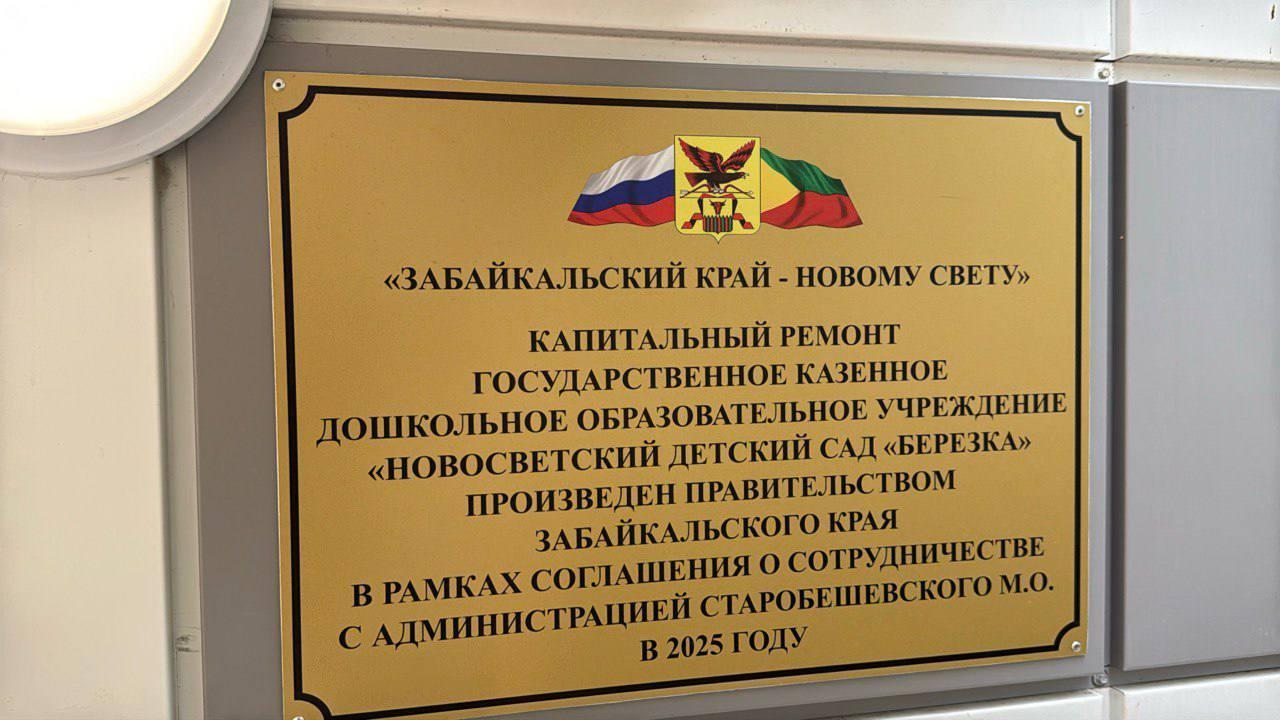 «ЗАБАЙКАЛЬСКИЙ КРАЙ - НОВОМУ СВЕТУ»
КАПИТАЛЬНЫЙ РЕМОНТ
ГОСУДАРСТВЕННОЕ КАЗЕННОЕ
ДОШКОЛЬНОЕ ОБРАЗОВАТЕЛЬНОЕ УЧРЕЖДЕНИЕ
«НОВОСВЕТСКИЙ ДЕТСКИЙ САД «БЕРЕЗКА»
ПРОИЗВЕДЕН ПРАВИТЕЛЬСТВОМ
ЗАБАЙКАЛЬСКОГО КРАЯ
В РАМКАХ СОГЛАШЕНИЯ О СОТРУДНИЧЕСТВЕ
С АДМИНИСТРАЦИЕЙ СТАРОБЕШЕВСКОГО М.О.
В 2025 ГОДУ